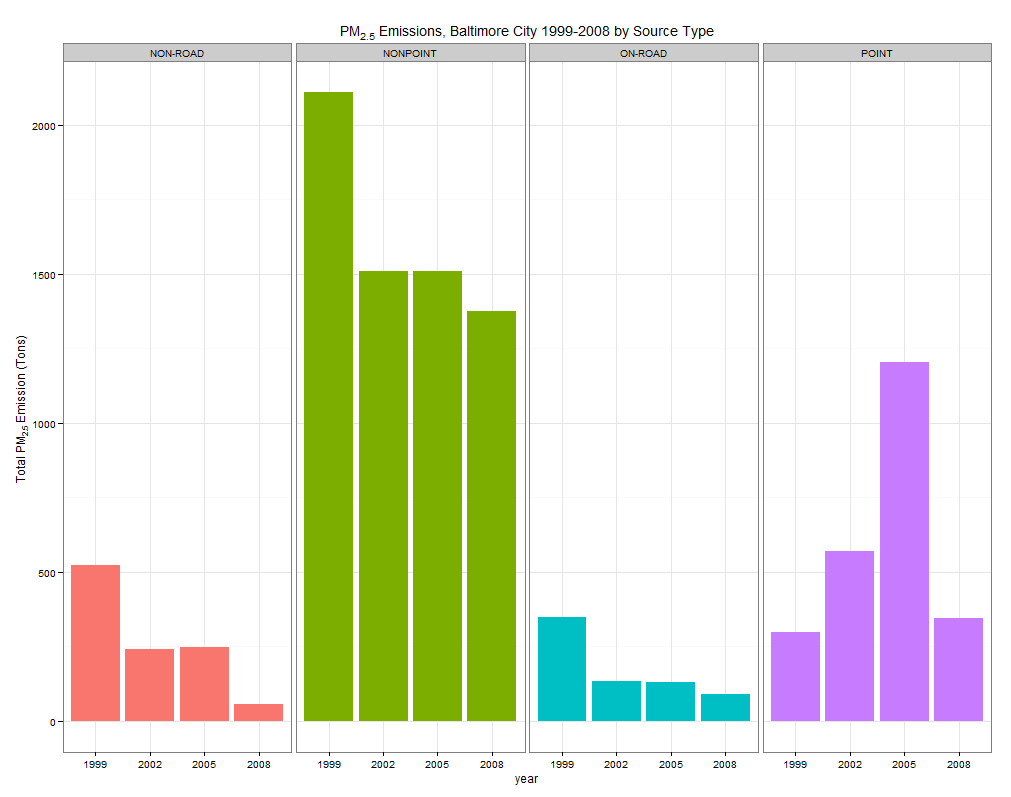 PM2.5 Emissions, Baltimore City 1999-2008 by Source Type
NON-ROAD NONPOINT ON-ROAD POINT
2000
1500
1000
500
0
Total PM2.5 Emission (Tons)
1999 2002 2005 2008 1999 2002 2005 2008 1999 2002 2005 2008 1999 2002 2005 2008
year